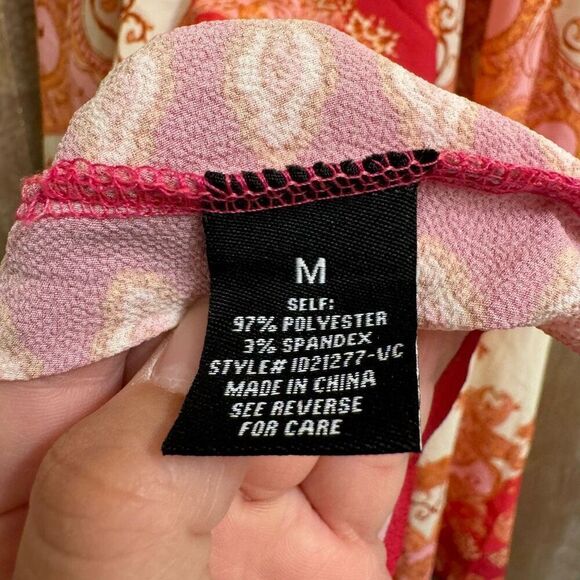 M
SELF:
97% POLYESTER
3% SPANDEX
STYLE# ID21277-VC
MADE IN CHINA
SEE REVERSE
FOR CARE